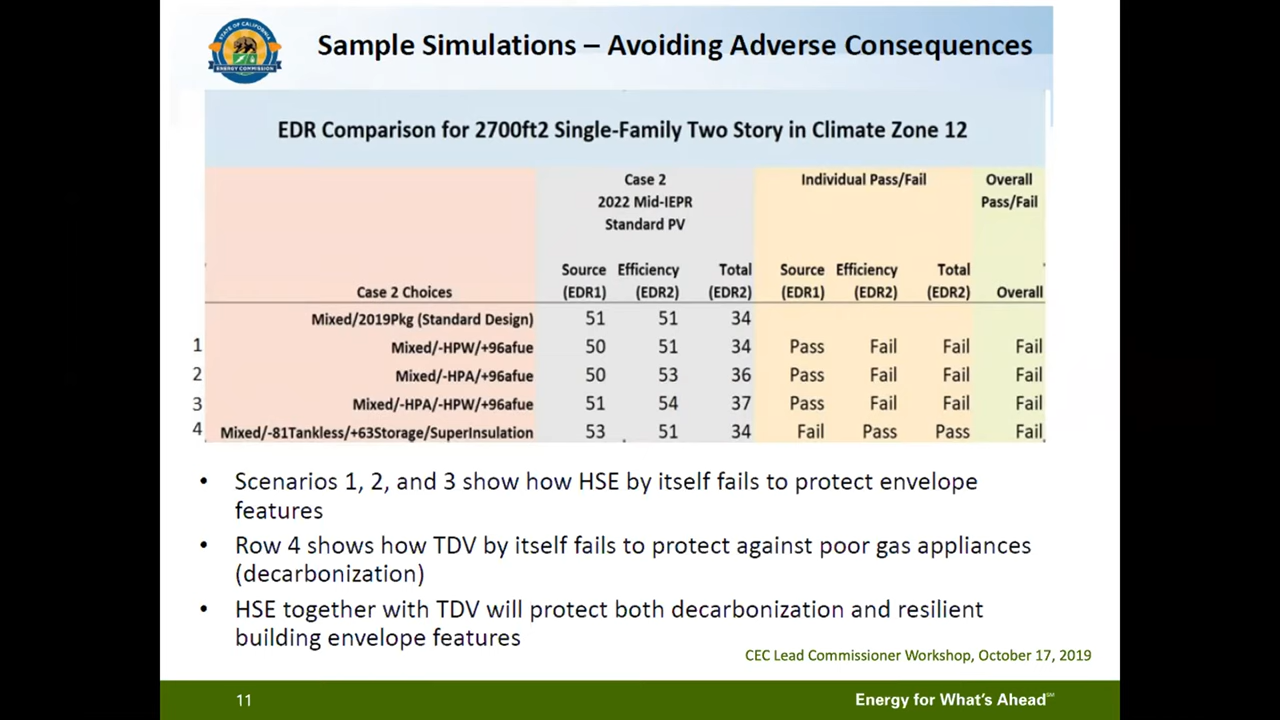 STATE OF CALIFORNIA
ENERGY COMMISSION
Sample Simulations – Avoiding Adverse Consequences
EDR Comparison for 2700ft2 Single-Family Two Story in Climate Zone 12
Case 2 Individual Pass/Fail Overall
2022 Mid-IEPR Pass/Fail
Standard PV
Source Efficiency Total Source Efficiency Total
Case 2 Choices (EDR1) (EDR2) (EDR2) (EDR1) (EDR2) (EDR2) Overall
Mixed/2019Pkg (Standard Design) 51 51 34
1 Mixed/-HPW/+96afue 50 51 34 Pass Fail Fail Fail
2 Mixed/-HPA/+96afue 50 53 36 Pass Fail Fail Fail
3 Mixed/-HPA/-HPW/+96afue 51 54 37 Pass Fail Fail Fail
4 Mixed/-81Tankless/+63Storage/SuperInsulation 53 51 34 Fail Pass Pass Fail
• Scenarios 1, 2, and 3 show how HSE by itself fails to protect envelope
features
• Row 4 shows how TDV by itself fails to protect against poor gas appliances
(decarbonization)
• HSE together with TDV will protect both decarbonization and resilient
building envelope features
CEC Lead Commissioner Workshop, October 17, 2019
11 Energy for What's Ahead℠